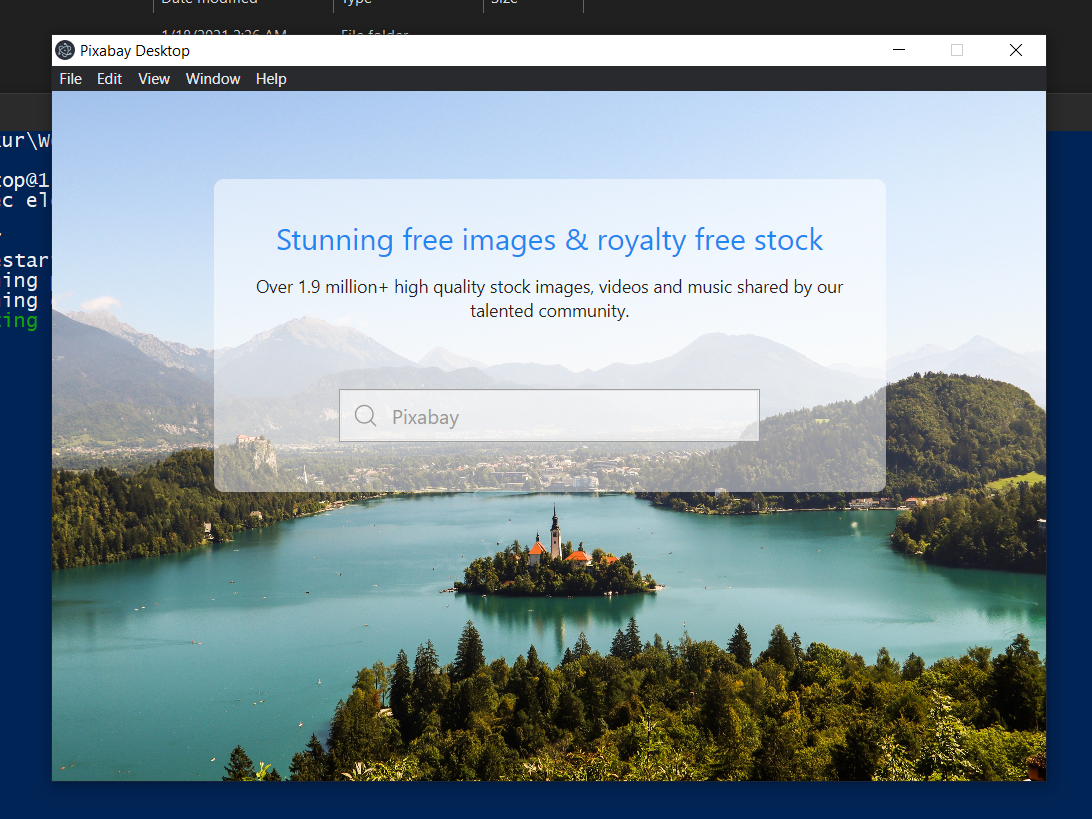 Date modified
Type
Size
1/18/2021 2:26 AM
File folder
Pixabay Desktop
File Edit View Window Help
Stunning free images & royalty free stock
Over 1.9 million+ high quality stock images, videos and music shared by our
talented community.
Pixabay
ur\W
top@1
c el
estar
ing
ing
ing